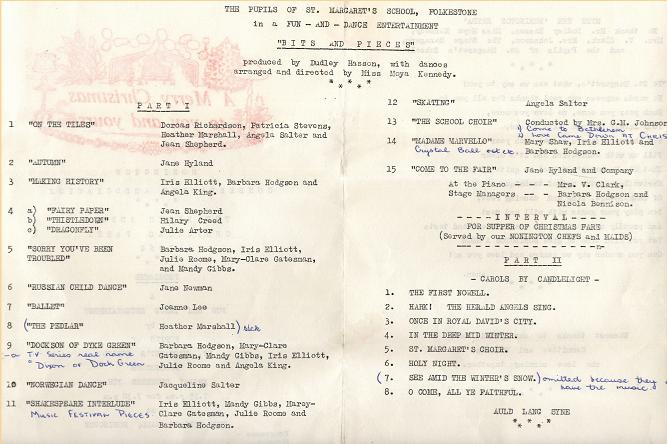 THE PUPILS OF ST. MARGARET'S SCHOOL, FOLKESTONE
in a FUN - AND - DANCE ENTERTAINMENT
"BITS AND PIECES"
produced by Dudley Hasson, with dances
arranged and directed by Miss Moya Kennedy.
* * * *
PART I
1 "ON THE TILES" Dorcas Richardson, Patricia Stevens,
Heather Marshall, Angela Salter and
Jean Shepherd.
2 "AUTUMN" Jane Hyland
3 "MAKING HISTORY" Iris Elliott, Barbara Hodgson and
Angela King.
4 a) "FAIRY PAPER" Jean Shepherd
b) "THISTLEDOWN" Hilary Creed
c) "DRAGONFLY" Julie Arter
5 "SORRY YOU'VE BEEN Barbara Hodgson, Iris Elliott,
TROUBLED" Julie Roome, Mary-Clare Gatesman,
and Mandy Gibbs.
6 "RUSSIAN CHILD DANCE" Jane Newman
7 "BALLET" Joanne Lee
8 ("THE PEDLAR" Heather Marshall) sick
9 "DOCKSON OF DYKE GREEN" Barbara Hodgson, Mary-Clare
- a TV Series real name Gatesman, Mandy Gibbs, Iris Elliott,
"Dixon of Dock Green Julie Roome and Angela King.
10 "NORWEGIAN DANCE" Jacqueline Salter
11 "SHAKESPEARE INTERLUDE" Iris Elliott, Mandy Gibbs, Marcy-
MUSIC FESTIVAL PIECES Clare Gatesman, Julie Roome and
Barbara Hodgson.
12 "SKATING" Angela Salter
13 "THE SCHOOL CHOIR" Conducted by Mrs. G.M. Johnson
Come to Bethlehem
I have Came Down AT CHRIS
14 "MADAME MARVELLO" Mary Shaw, Iris Elliott and
Crystal Ball Barbara Hodgson.
15 "COME TO THE FAIR" Jane Hyland and Company
At the Piano - - - Mrs. V. Clark,
Stage Managers - - Barbara Hodgson and
Nicola Bennison.
- - - - INTERVAL - - - -
FOR SUPPER OF CHRISTMAS FARE
(Served by our NONINGTON CHEFS and MAIDS)
PART II
- CAROLS BY CANDLELIGET -
1. THE FIRST NOWELL.
2. HARK! THE HERALD ANGELS SING.
3. ONCE IN ROYAL DAVID'S CITY.
4. IN THE DEEP MID WINTER.
5. ST. MARGARET'S CHOIR.
6. HOLY NIGHT.
(7. SEE AMID THE WINTER'S SNOW.) omitted because they
have the music.
8. O COME, ALL YE FAITHFUL.
AULD LANG SYNE
* * * *
A Merry Christmas